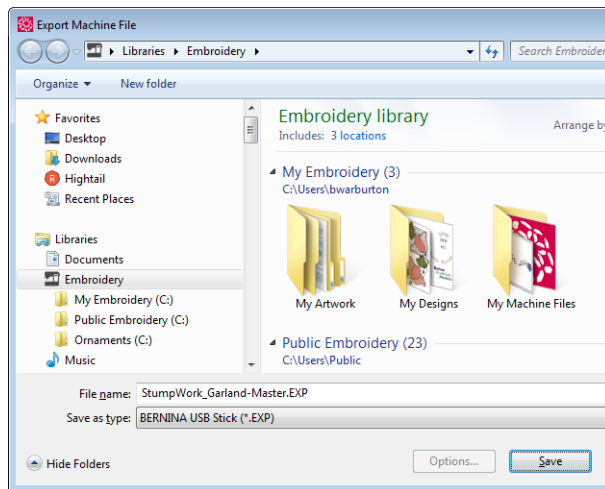 Export Machine File
Libraries Embroidery Search Embroider
Organize New folder
Favorites
Desktop
Downloads
Hightail
Recent Places
Libraries
Documents
Embroidery
My Embroidery (C:)
Public Embroidery (C:)
Ornaments (C:)
Music
Embroidery library
Includes: 3 locations
Arrange by
My Embroidery (3)
C:\Users\bwarburton
My Artwork My Designs My Machine Files
Public Embroidery (23)
C:\Users\Public
File name: StumpWork_Garland-Master.EXP
Save as type: BERNINA USB Stick (*.EXP)
Hide Folders Options... Save